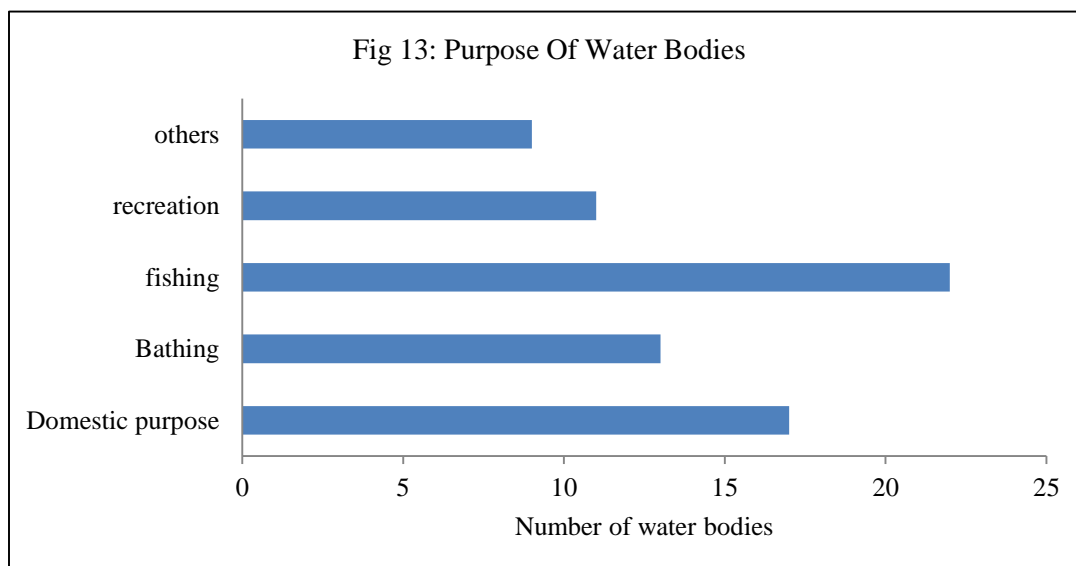 Fig 13: Purpose Of Water Bodies
others
recreation
fishing
Bathing
Domestic purpose
0 5 10 15 20 25
Number of water bodies